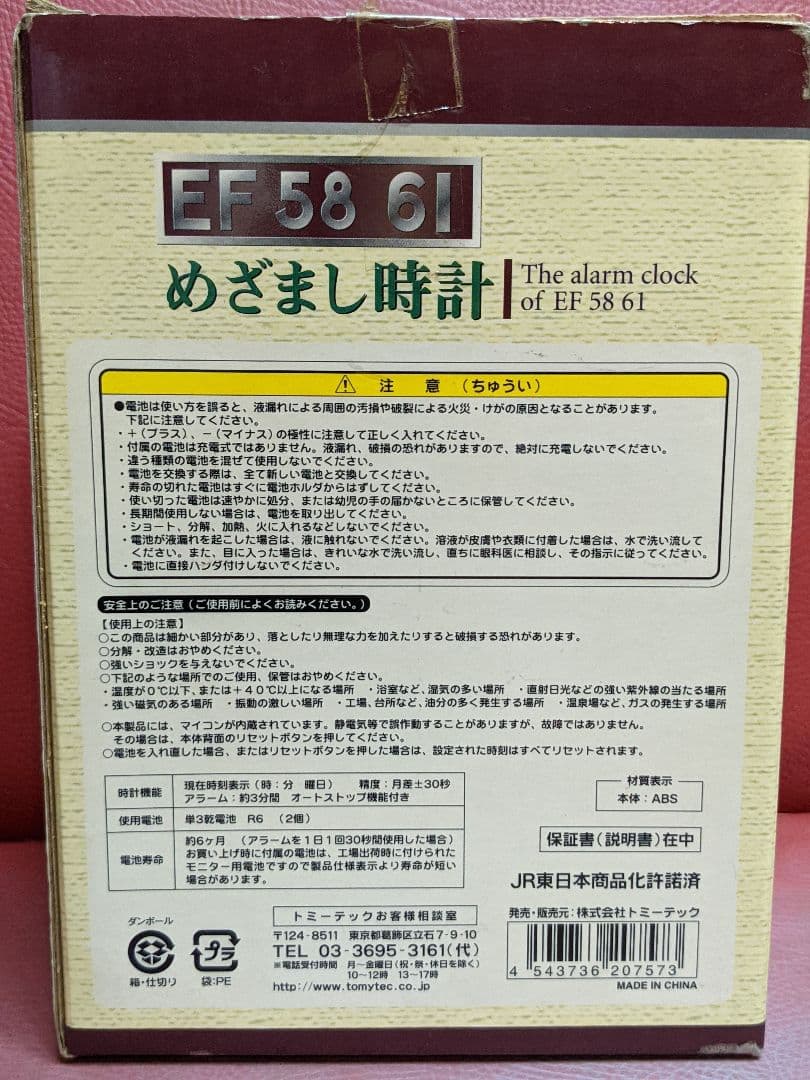 EF 58 61
めざまし時計
The alarm clock
of EF 58 61
注 意 （ちゅうい）
●電池は使い方を誤ると、液漏れによる周囲の汚損や破裂による火災・けがの原因となることがあります。
下記に注意してください。
・＋（プラス）、－（マイナス）の極性に注意して正しく入れてください。
・付属の電池は充電式ではありません。液漏れ、破損の恐れがありますので、絶対に充電しないでください。
・違う種類の電池を混ぜて使用しないでください。
・電池を交換する際は、全て新しい電池と交換してください。
・寿命の切れた電池はすぐに電池ホルダからはずしてください。
・使い切った電池は速やかに処分、または幼児の手の届かないところに保管してください。
・長期間使用しない場合は、電池を取り出してください。
・ショート、分解、加熱、火に入れるなどしないでください。
・電池が液漏れを起こした場合は、液に触れないでください。溶液が皮膚や衣類に付着した場合は、水で洗い流して
ください。また、目に入った場合は、きれいな水で洗い流し、直ちに眼科医に相談し、その指示に従ってください。
・電池に直接ハンダ付けしないでください。
安全上のご注意（ご使用前によくお読みください。）
【使用上の注意】
○この商品は細かい部分があり、落としたり無理な力を加えたりすると破損する恐れがあります。
○分解・改造はおやめください。
○強いショックを与えないでください。
○下記のような場所でのご使用、保管はおやめください。
・温度が0℃以下、または＋40℃以上になる場所 ・浴室など、湿気の多い場所 ・直射日光などの強い紫外線の当たる場所
・強い磁気のある場所 ・振動の激しい場所 ・工場、台所など、油分の多く発生する場所 ・温泉場など、ガスの発生する場所
○本製品には、マイコンが内蔵されています。静電気等で誤作動することがありますが、故障ではありません。
その場合は、本体背面のリセットボタンを押してください。
○電池を入れ直した場合、またはリセットボタンを押した場合は、設定された時刻はすべてリセットされます。
時計機能
現在時刻表示（時：分 曜日） 精度：月差±30秒
アラーム：約3分間 オートストップ機能付き
使用電池
単3乾電池 R6 （2個）
電池寿命
約6ヶ月 （アラームを1日1回30秒間使用した場合）
お買い上げ時に付属の電池は、工場出荷時に付けられた
モニター用電池ですので製品仕様表示より寿命が短い
場合があります。
材質表示
本体：ABS
保証書（説明書）在中
JR東日本商品化許諾済
発売・販売元：株式会社トミーテック
4 543736 207573
MADE IN CHINA
ダンボール
箱・仕切り
プラ
袋：PE
トミーテックお客様相談室
〒124-8511 東京都葛飾区立石7-9-10
TEL 03-3695-3161(代)
※電話受付時間 月～金曜日（祝・祭・休日を除く）
10～12時 13～17時
http://www.tomytec.co.jp